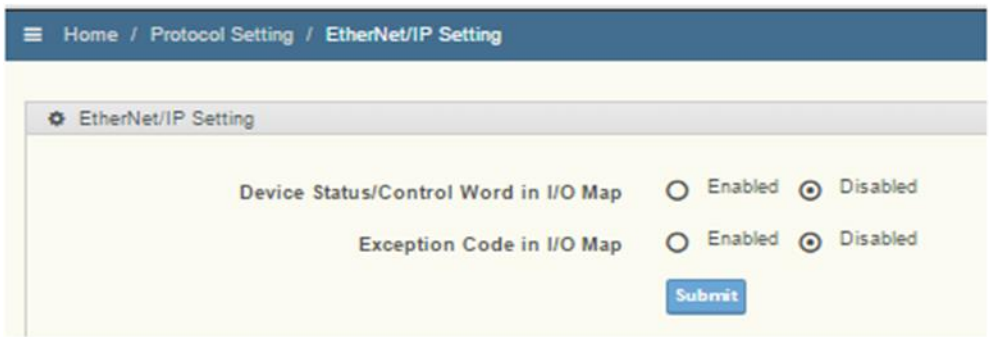 Home / Protocol Setting / EtherNet/IP Setting
EtherNet/IP Setting
Device Status/Control Word in I/O Map Enabled Disabled
Exception Code in I/O Map Enabled Disabled
Submit